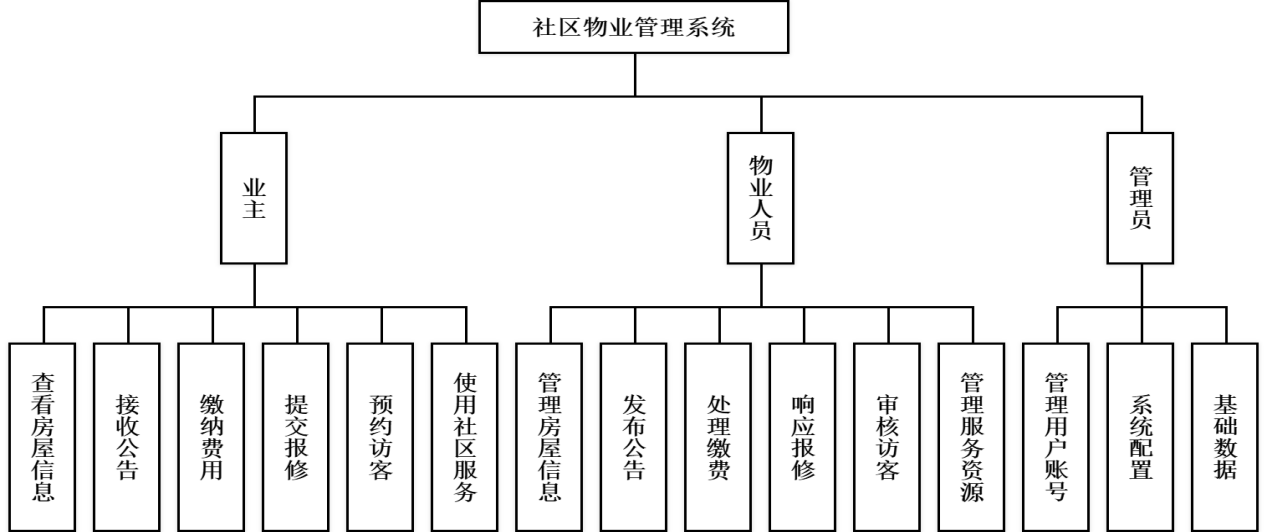 社区物业管理系统
业主
物业人员
管理员
查看房屋信息
接收公告
缴纳费用
提交报修
预约访客
使用社区服务
管理房屋信息
发布公告
处理缴费
响应报修
审核访客
管理服务资源
管理用户账号
系统配置
基础数据